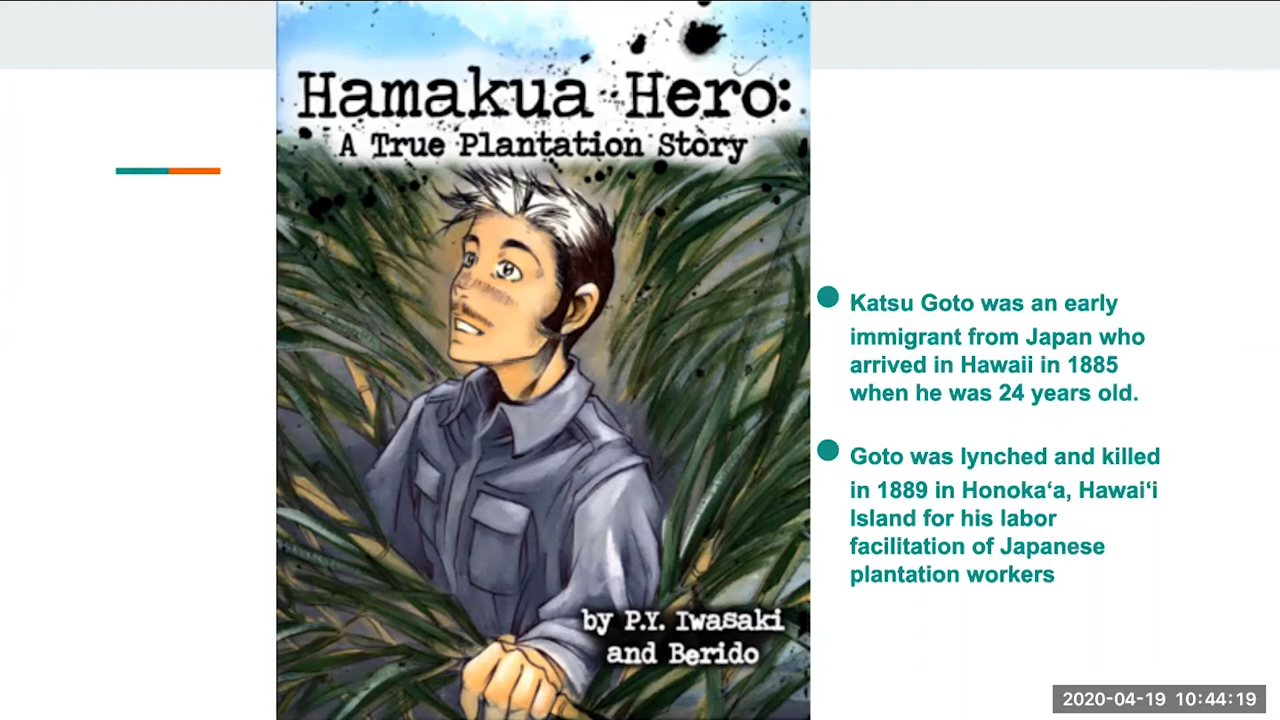 Hamakua Hero:
A True Plantation Story
by P.Y. Iwasaki
and Berido
Katsu Goto was an early
immigrant from Japan who
arrived in Hawaii in 1885
when he was 24 years old.
Goto was lynched and killed
in 1889 in Honokaʻa, Hawaiʻi
Island for his labor
facilitation of Japanese
plantation workers
2020-04-19 10:44:19